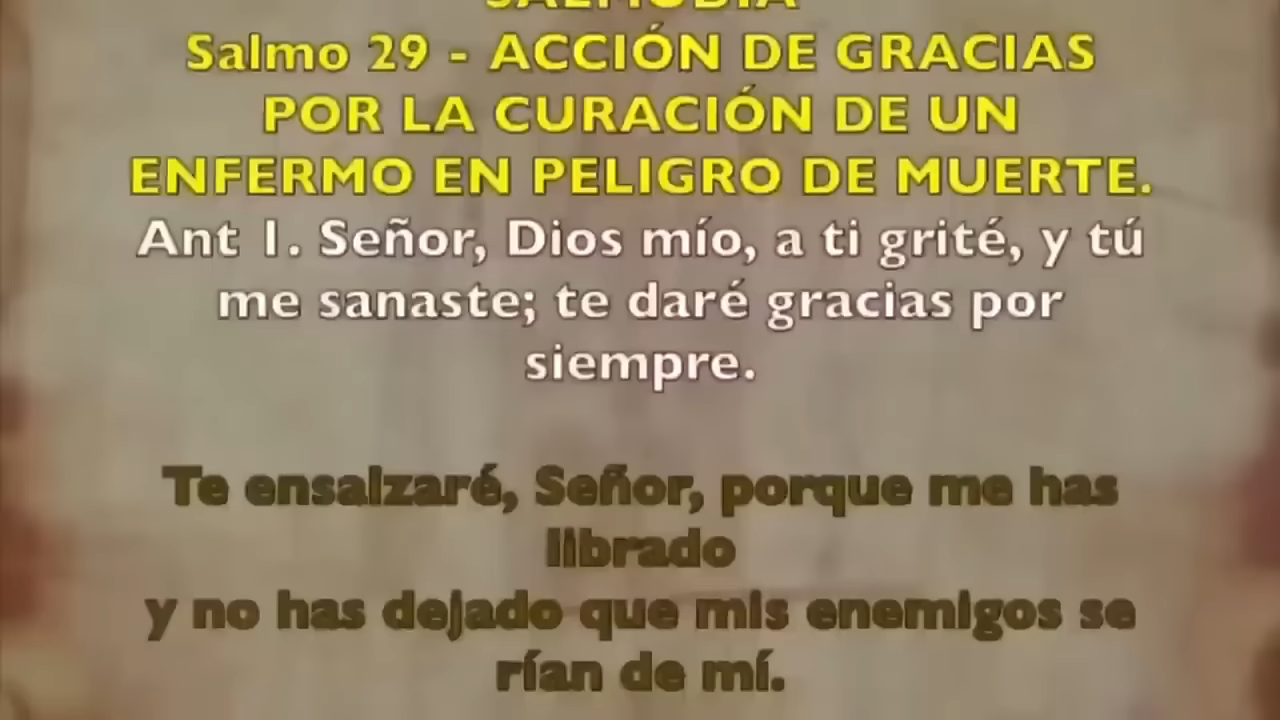 SALMODIA
Salmo 29 - ACCIÓN DE GRACIAS
POR LA CURACIÓN DE UN
ENFERMO EN PELIGRO DE MUERTE.
Ant 1. Señor, Dios mío, a ti grité, y tú
me sanaste; te daré gracias por
siempre.
Te ensalzaré, Señor, porque me has
librado
y no has dejado que mis enemigos se
rían de mí.